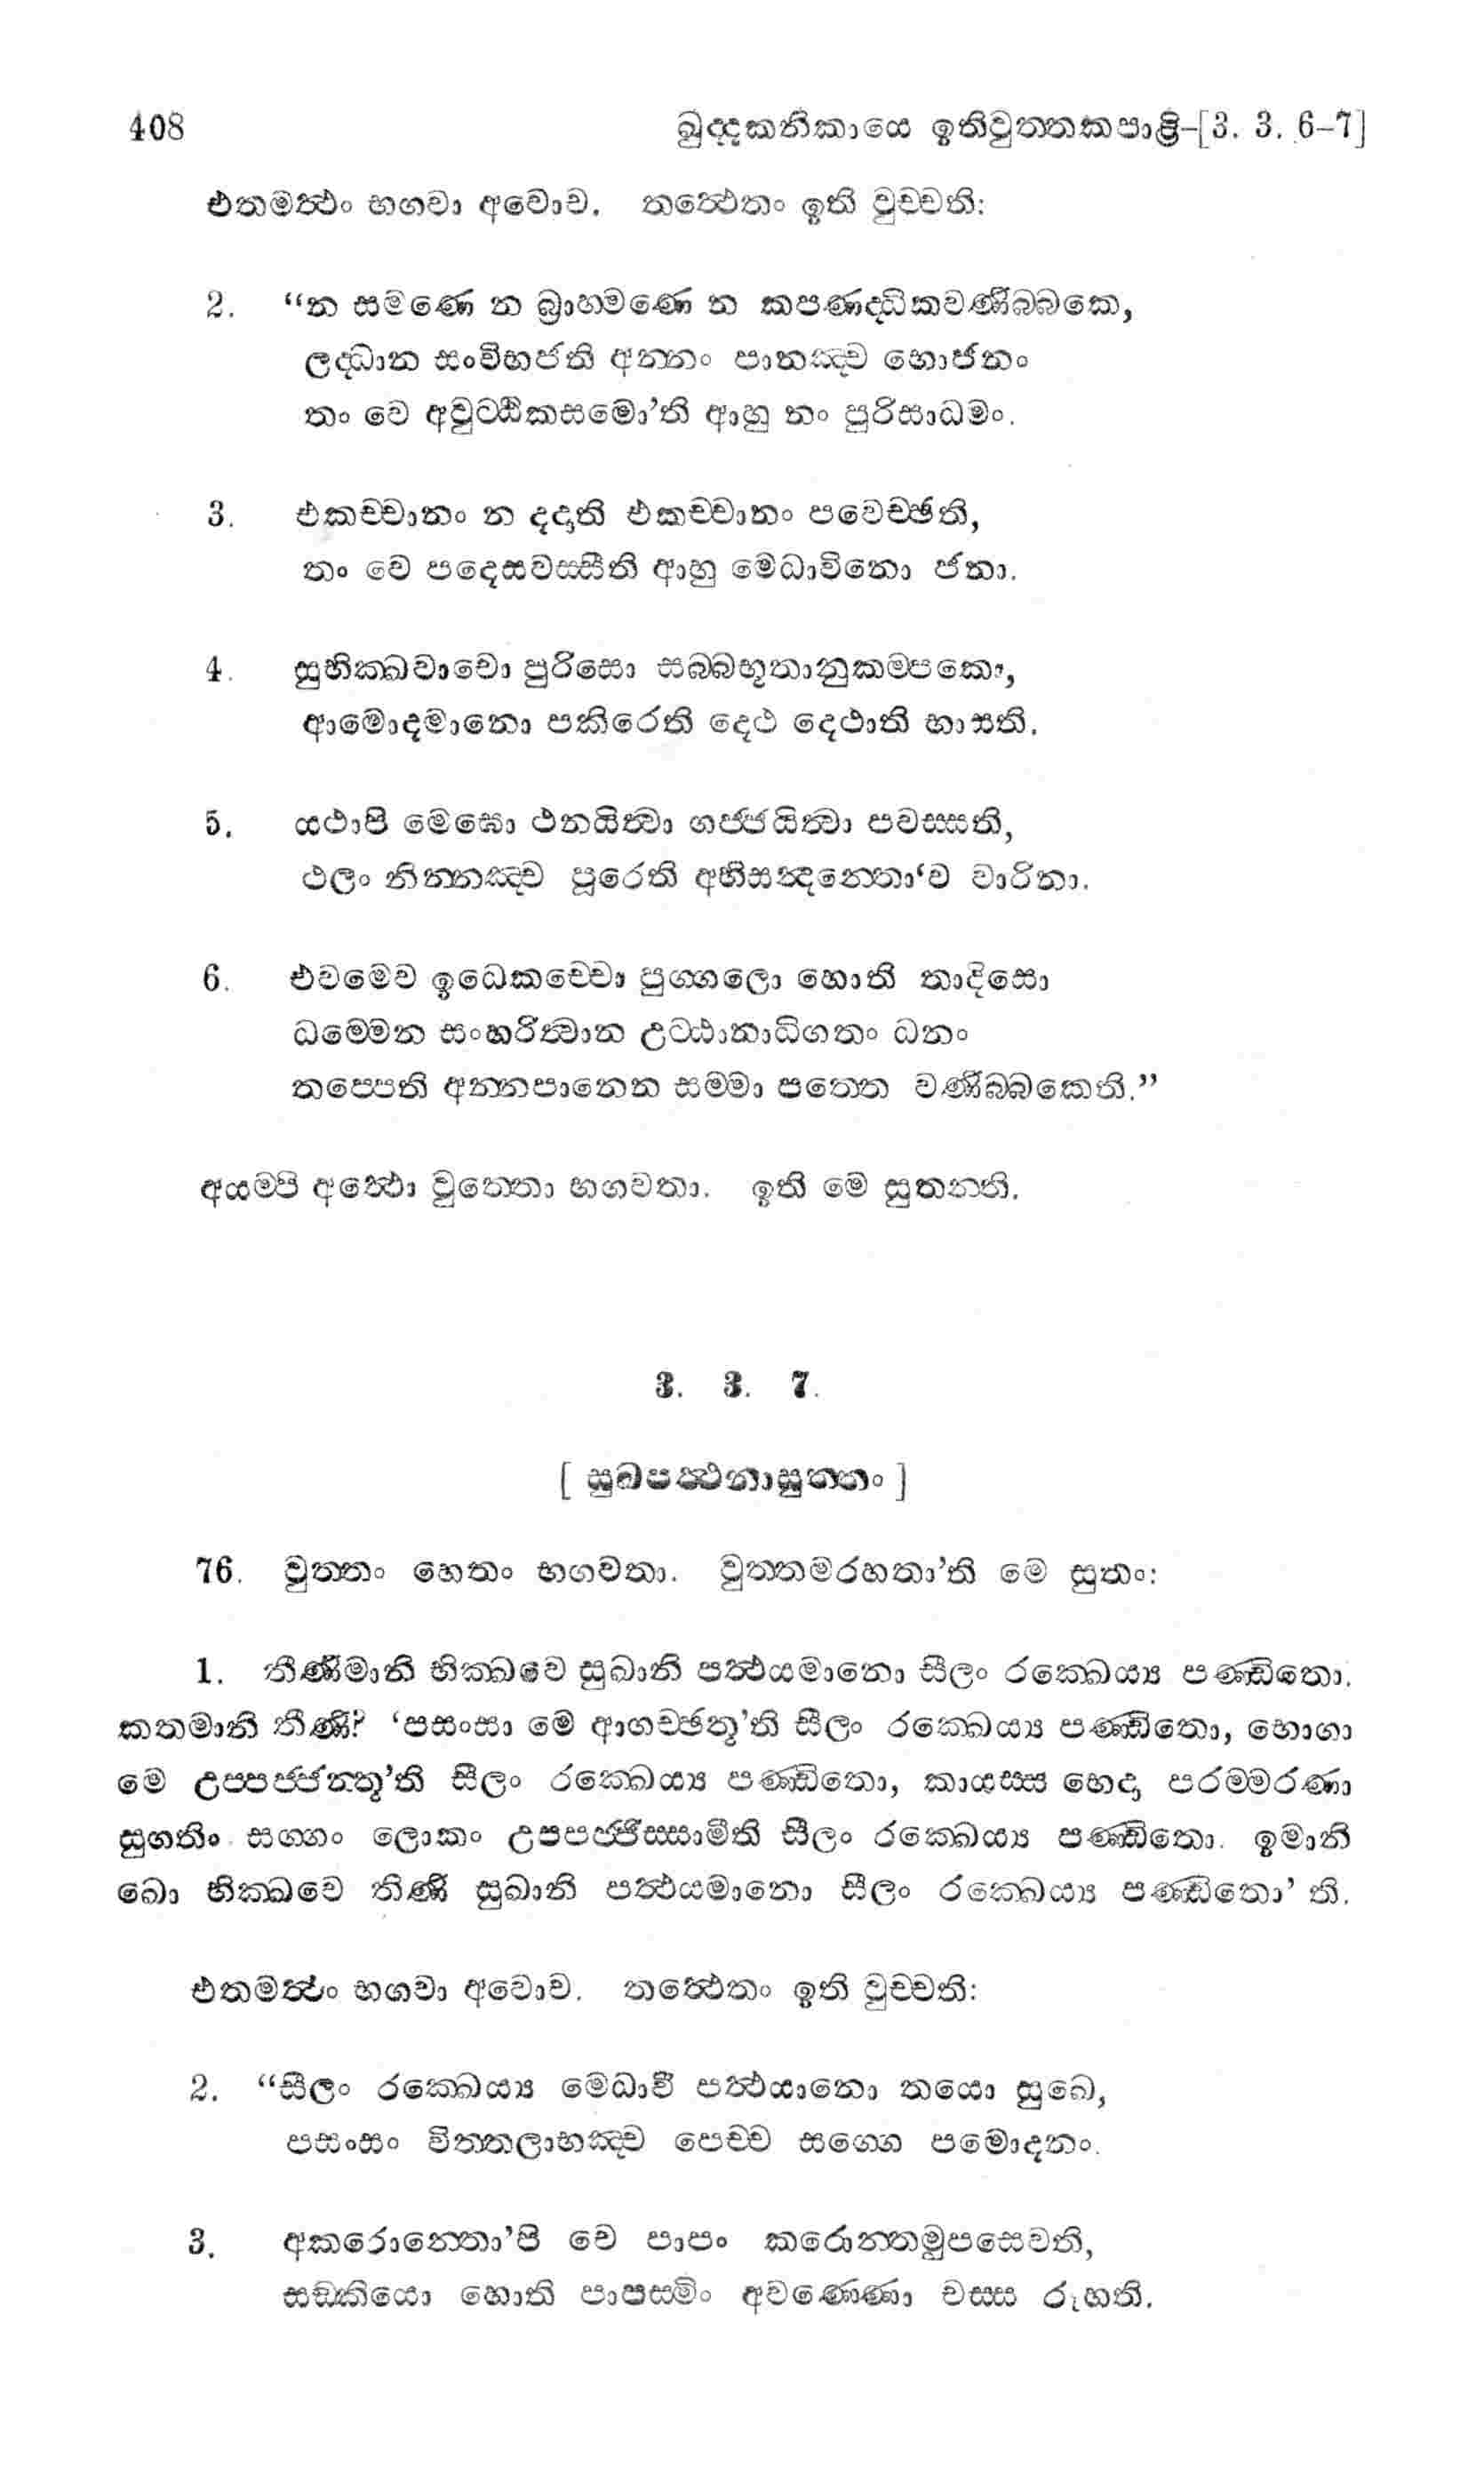 408 ඛුද්දකනිකායෙ ඉතිවුත්තකපාළි-[3. 3. 6-7]
එතමත්ථං භගවා අවොච. තත්ථෙතං ඉති වුච්චති:
2. “න සමණෙ න බ්‍රාහ්මණෙ න කපණද්ධිකවණිබ්බකෙ,
ලද්ධාන සංවිභජති අන්නං පානඤ්ච භොජනං
තං වෙ අවුට්ඨිකසමො’ති ආහු නං පුරිසාධමං.
3. එකච්චානං න දදාති එකච්චානං පවෙච්ඡති,
තං වෙ පදෙසවස්සීති ආහු මෙධාවිනො ජනා.
4. සුභික්ඛවාචො පුරිසො සබ්බභූතානුකම්පකො,
ආමොදමානො පකිරෙති දෙථ දෙථාති භාසති.
5. යථාපි මෙඝො ථනයිත්වා ගජ්ජයිත්වා පවස්සති,
ථලං නින්නඤ්ච පූරෙති අභිසන්දන්තො‘ව වාරිනා.
6. එවමෙව ඉධෙකච්චො පුග්ගලො හොති තාදිසො
ධම්මෙන සංහරිත්වාන උට්ඨානාධිගතං ධනං
තප්පෙති අන්නපානෙන සම්මා පත්තෙ වණිබ්බකෙති.”
අයම්පි අත්ථො වුත්තො භගවතා. ඉති මෙ සුතන්ති.
3. 3. 7.
[ සුඛපත්ථනාසුත්තං ]
76. වුත්තං හෙතං භගවතා. වුත්තමරහතා’ති මෙ සුතං:
1. තීණිමානි භික්ඛවෙ සුඛානි පත්ථයමානො සීලං රක්ඛෙය්‍ය පණ්ඩිතො.
කතමානි තීණි? ‘පසංසා මෙ ආගච්ඡතූ’ති සීලං රක්ඛෙය්‍ය පණ්ඩිතො, භොගා
මෙ උප්පජ්ජන්තූ’ති සීලං රක්ඛෙය්‍ය පණ්ඩිතො, කායස්ස භෙදා පරම්මරණා
සුගතිං සග්ගං ලොකං උපපජ්ජිස්සාමීති සීලං රක්ඛෙය්‍ය පණ්ඩිතො. ඉමානි
ඛො භික්ඛවෙ තීණි සුඛානි පත්ථයමානො සීලං රක්ඛෙය්‍ය පණ්ඩිතො’ ති.
එතමත්ථං භගවා අවොච. තත්ථෙතං ඉති වුච්චති:
2. “සීලං රක්ඛෙය්‍ය මෙධාවී පත්ථයානො තයො සුඛෙ,
පසංසං විත්තලාභඤ්ච පෙච්ච සග්ගෙ පමොදනං.
3. අකරොන්තො’පි චෙ පාපං කරොන්තමුපසෙවති,
සඞ්කියො හොති පාපස්මිං අවණ්ණො චස්ස රූහති.